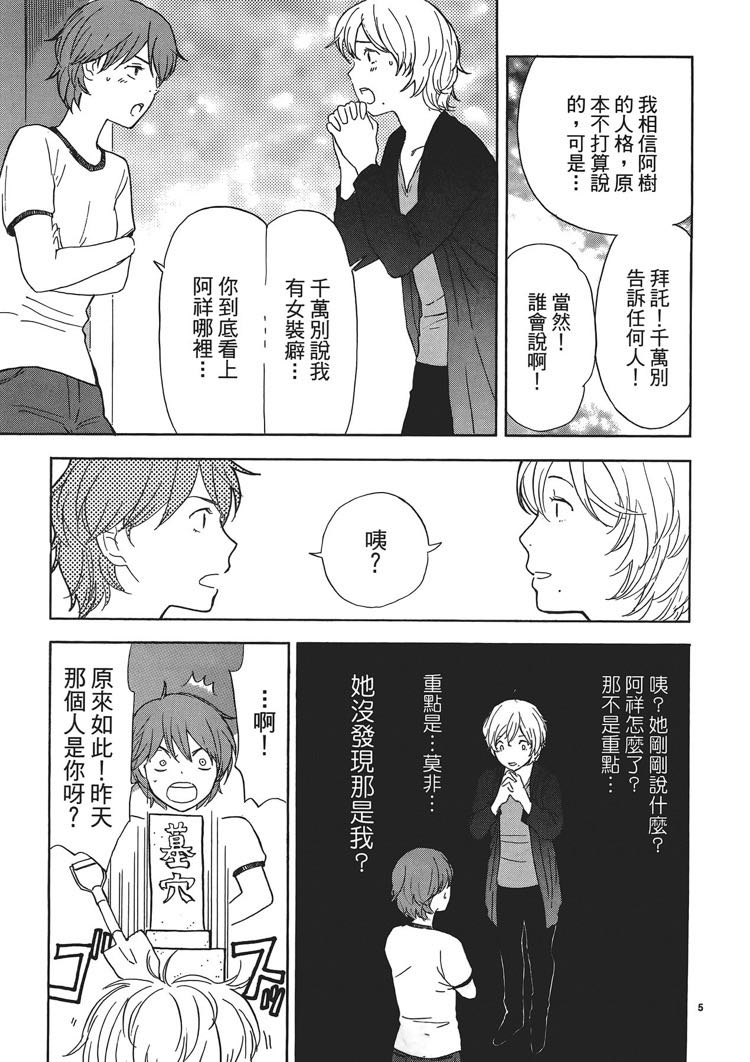 我相信阿樹
的人格，原
本不打算說
的，可是…
拜託！千萬別
告訴任何人！
當然！
誰會說啊！
千萬別說我
有女裝癖…
你到底看上
阿祥哪裡…
咦？
咦？她剛剛說什麼？
阿祥怎麼了？
那不是重點…
重點是…莫非…
她沒發現那是我？
…啊！
原來如此！昨天
那個人是你呀？
墓穴
ズズ
ゴゴ
5